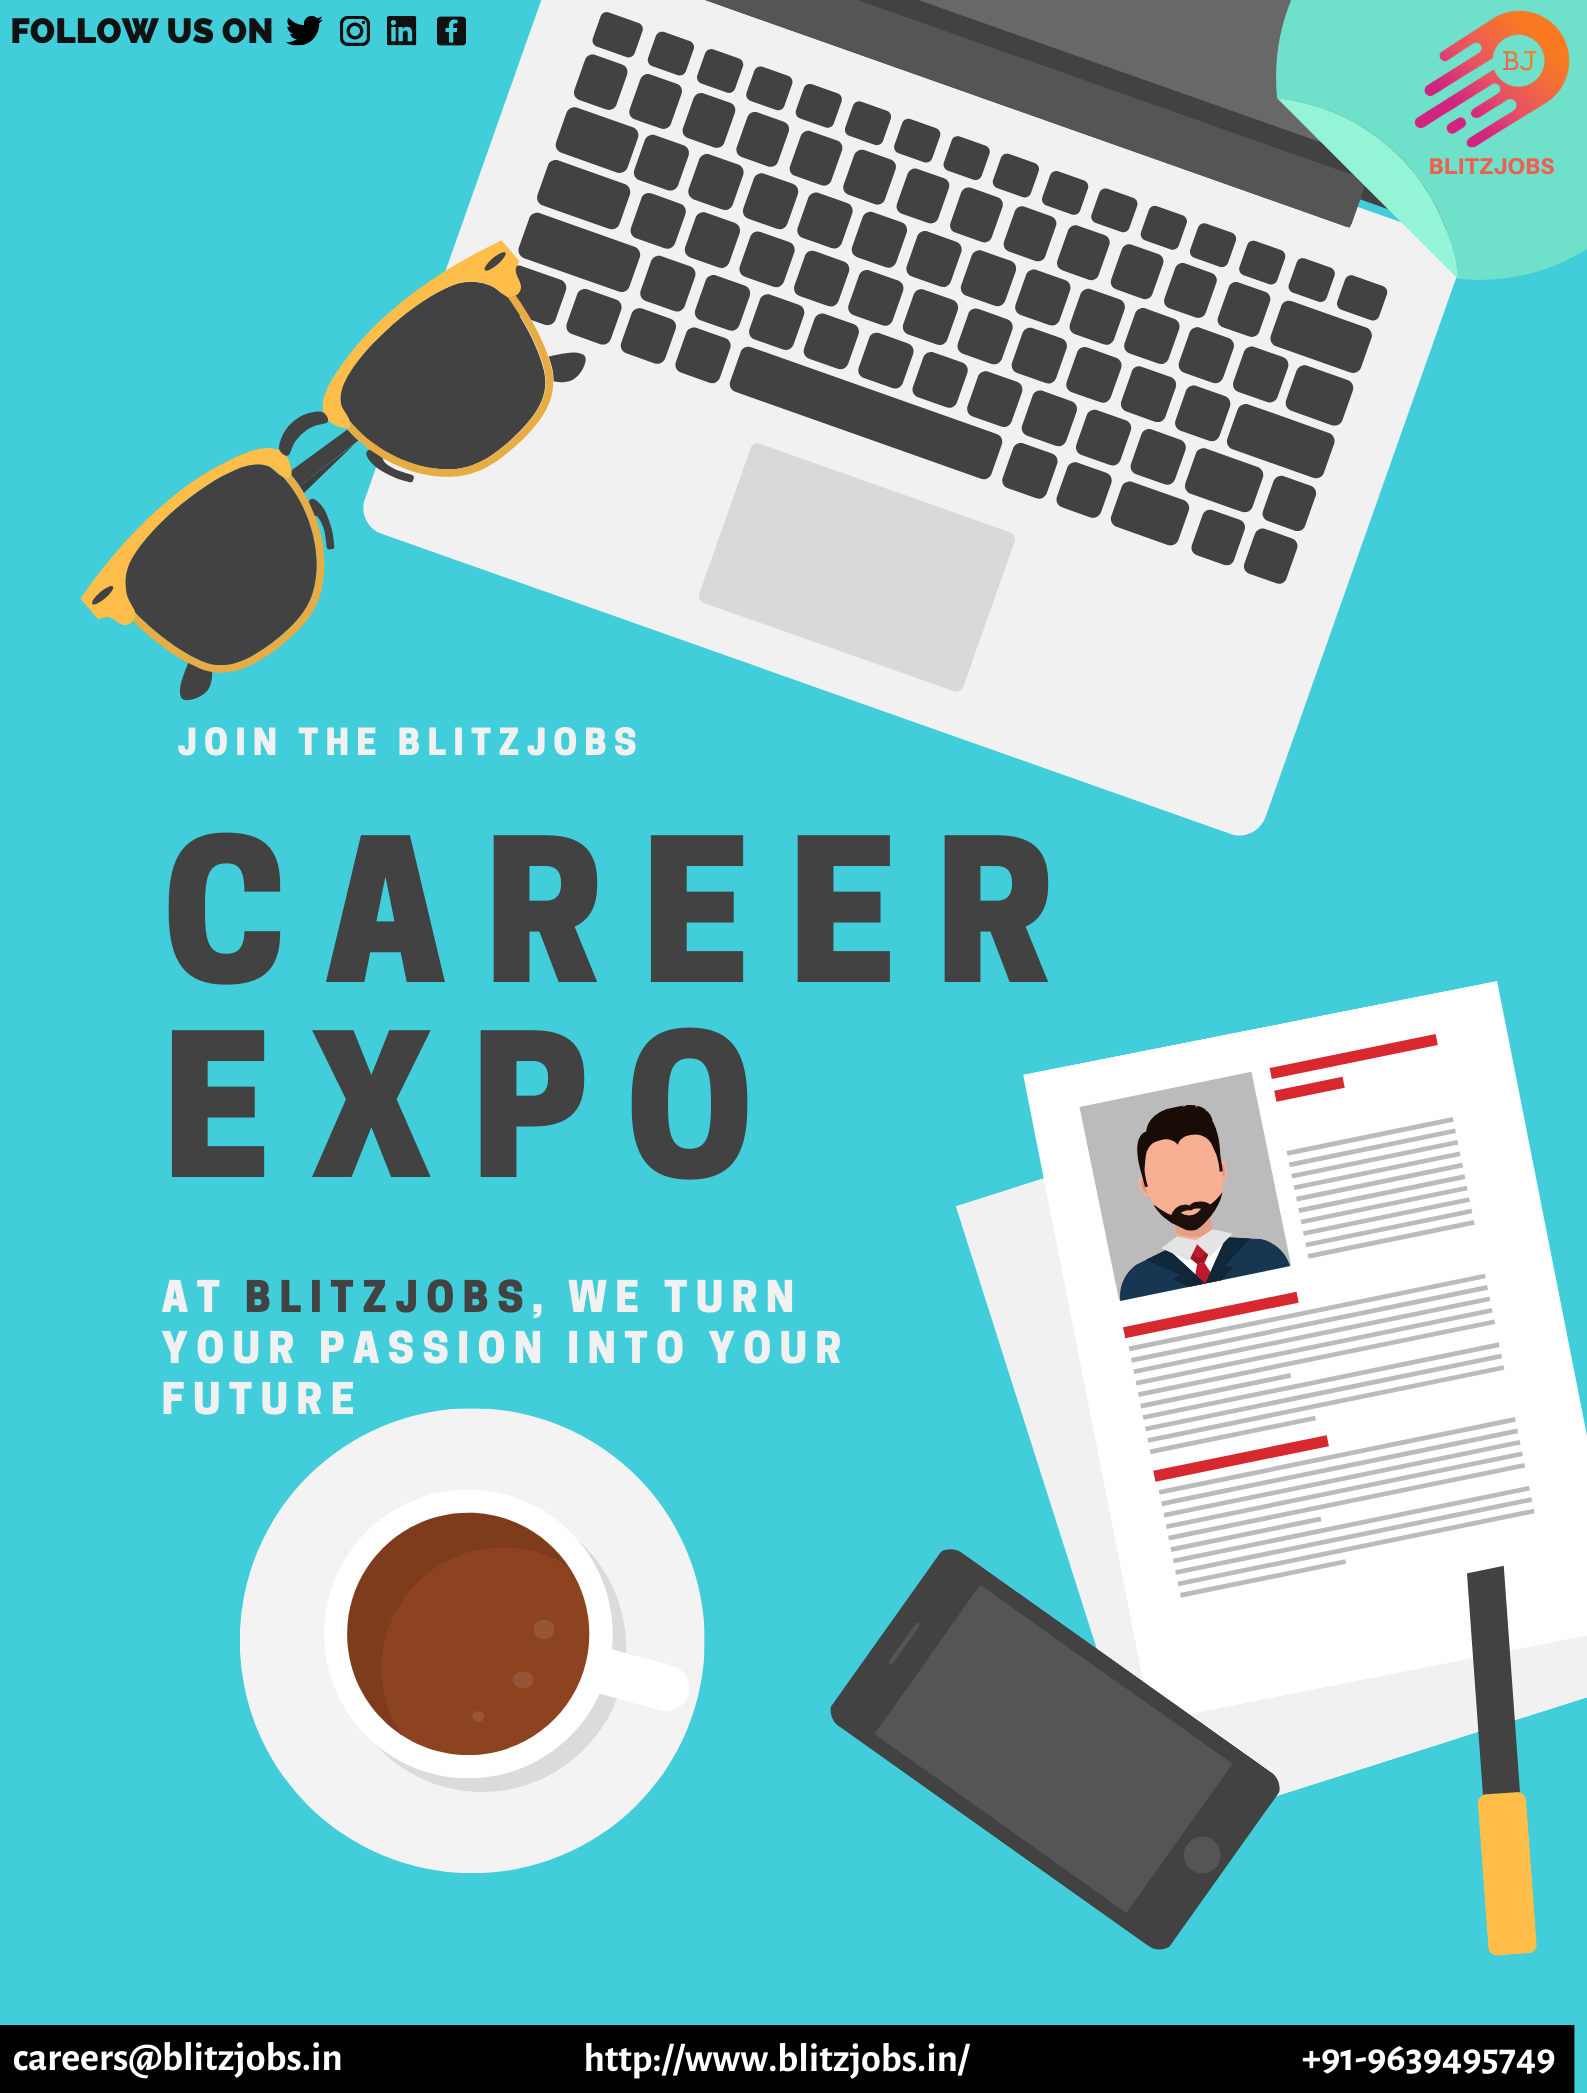 FOLLOW US ON
BJ
BLITZJOBS
JOIN THE BLITZJOBS
CAREER
EXPO
AT BLITZJOBS, WE TURN
YOUR PASSION INTO YOUR
FUTURE
careers@blitzjobs.in
http://www.blitzjobs.in/
+91-9639495749